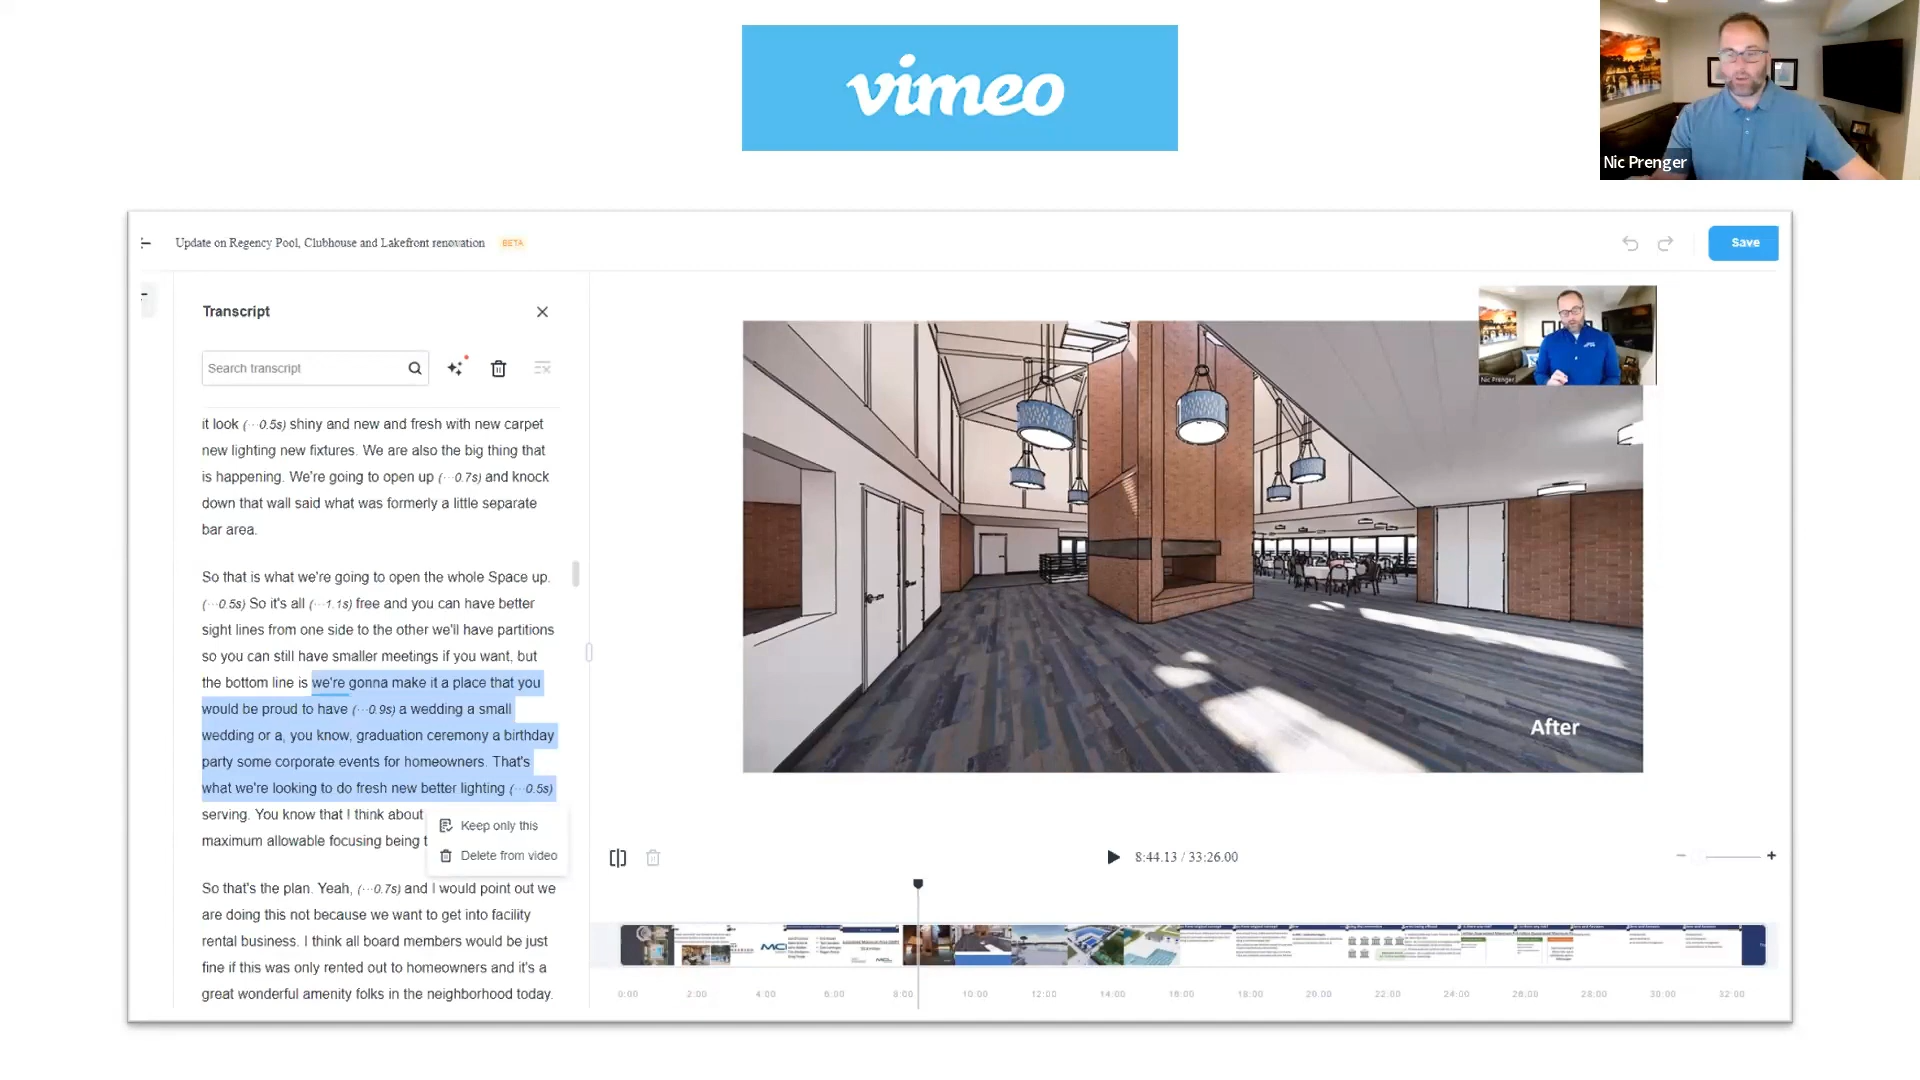 vimeo
Nic Prenger
Update on Regency Pool, Clubhouse and Lakefront renovation BETA
Save
Transcript
Search transcript
it look (···0.5s) shiny and new and fresh with new carpet
new lighting new fixtures. We are also the big thing that
is happening. We're going to open up (···0.7s) and knock
down that wall said what was formerly a little separate
bar area.
So that is what we're going to open the whole Space up.
(···0.5s) So it's all (···1.1s) free and you can have better
sight lines from one side to the other we'll have partitions
so you can still have smaller meetings if you want, but
the bottom line is we're gonna make it a place that you
would be proud to have (···0.9s) a wedding a small
wedding or a, you know, graduation ceremony a birthday
party some corporate events for homeowners. That's
what we're looking to do fresh new better lighting (···0.5s)
serving. You know that I think about
maximum allowable focusing being t
Keep only this
Delete from video
So that's the plan. Yeah, (···0.7s) and I would point out we
are doing this not because we want to get into facility
rental business. I think all board members would be just
fine if this was only rented out to homeowners and it's a
great wonderful amenity folks in the neighborhood today.
Nic Prenger
After
8:44.13 / 33:26.00
MCL
0:00 2:00 4:00 6:00 8:00 10:00 12:00 14:00 16:00 18:00 20:00 22:00 24:00 26:00 28:00 30:00 32:00